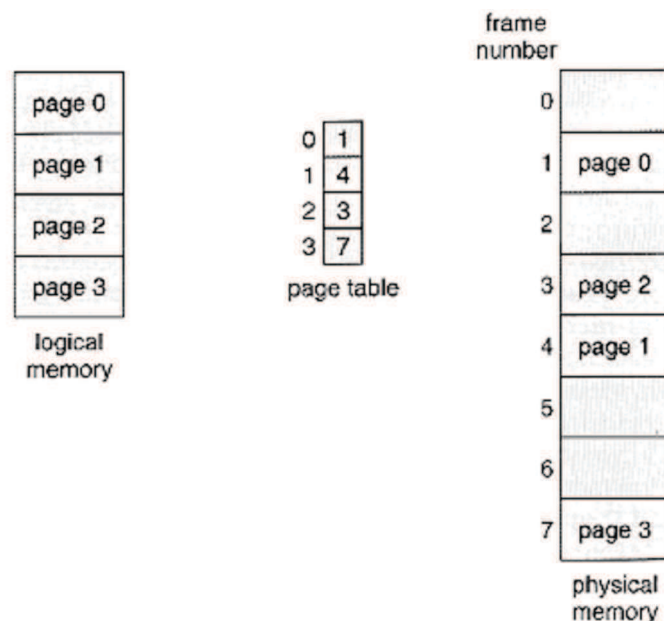 frame
number
page 0
page 1
page 2
page 3
logical
memory
0 1
1 4
2 3
3 7
page table
0
1 page 0
2
3 page 2
4 page 1
5
6
7 page 3
physical
memory